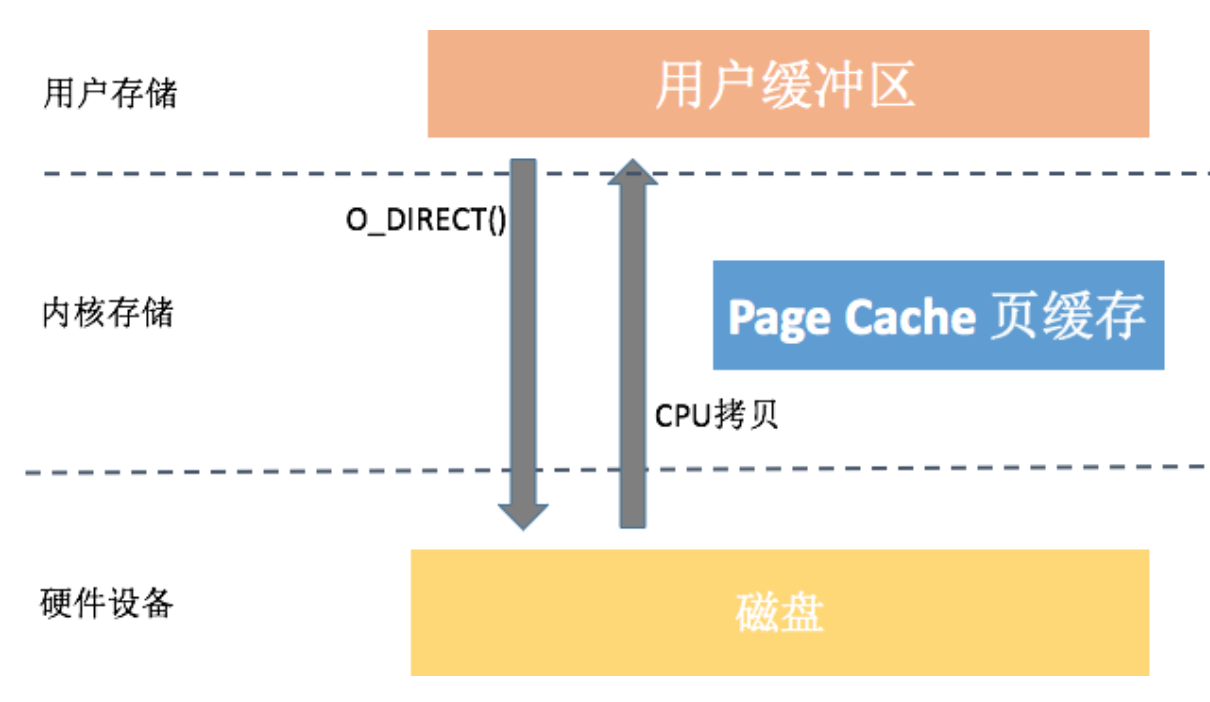 用户存储
用户缓冲区
O_DIRECT()
内核存储
Page Cache 页缓存
CPU拷贝
硬件设备
磁盘